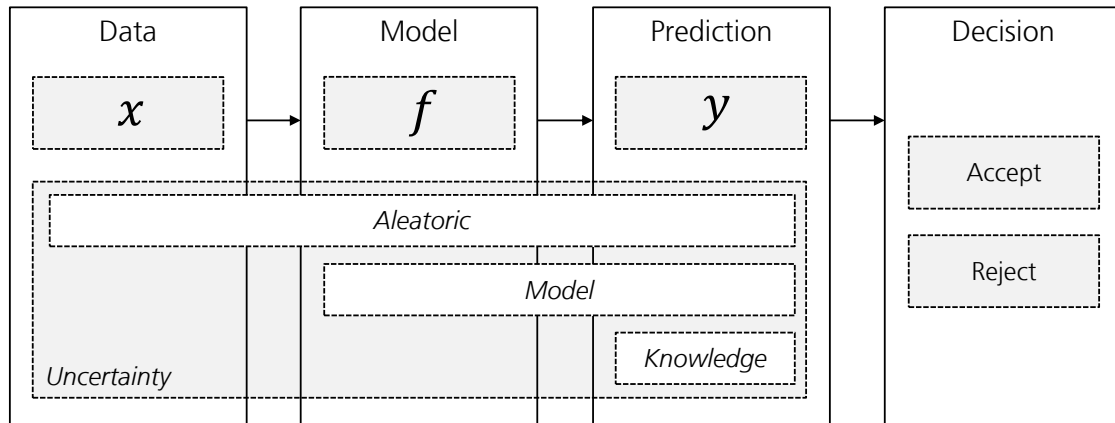 Data
Model
Prediction
Decision
x
f
y
Aleatoric
Model
Knowledge
Uncertainty
Accept
Reject